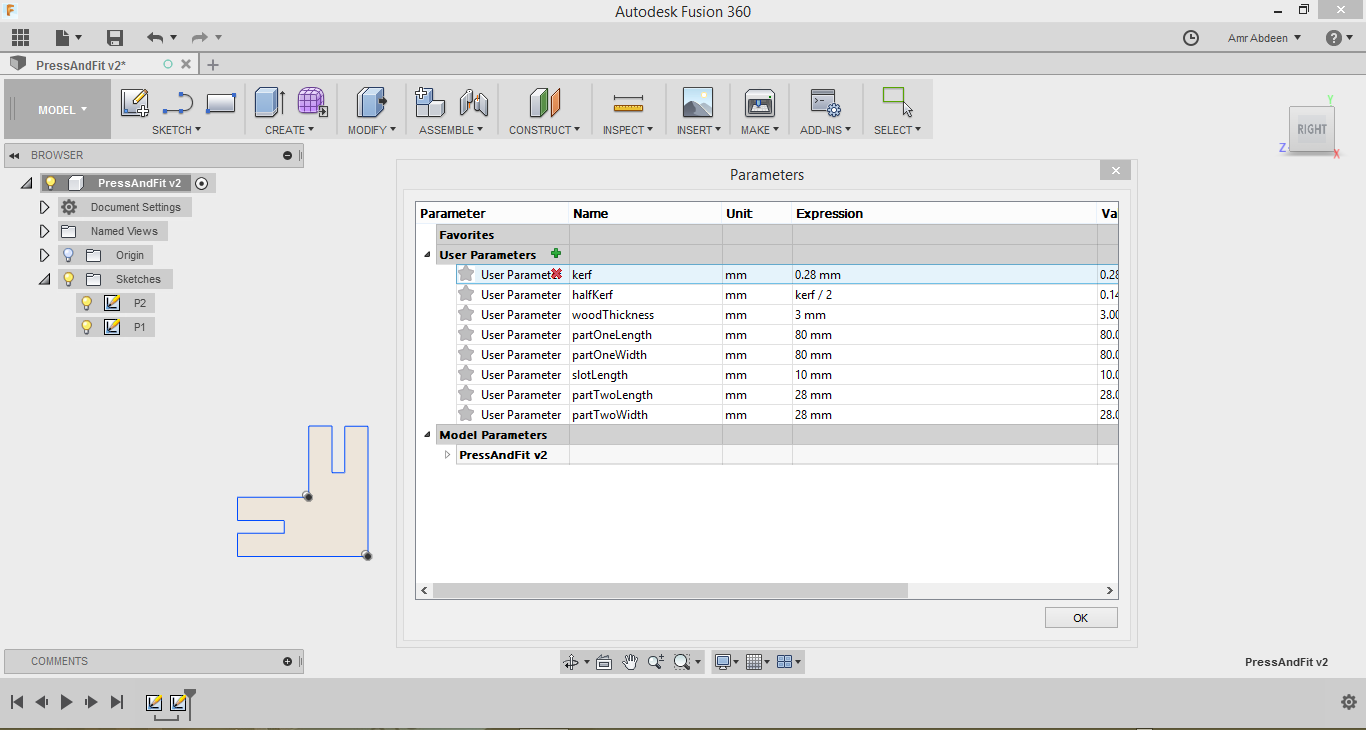 Autodesk Fusion 360
Amr Abdeen
PressAndFit v2*
MODEL
SKETCH
CREATE
MODIFY
ASSEMBLE
CONSTRUCT
INSPECT
INSERT
MAKE
ADD-INS
SELECT
Y
RIGHT
Z
X
BROWSER
PressAndFit v2
Document Settings
Named Views
Origin
Sketches
P2
P1
Parameters
Parameter Name Unit Expression Va
Favorites
User Parameters
User Parameter kerf mm 0.28 mm 0.28
User Parameter halfKerf mm kerf / 2 0.14
User Parameter woodThickness mm 3 mm 3.00
User Parameter partOneLength mm 80 mm 80.0
User Parameter partOneWidth mm 80 mm 80.0
User Parameter slotLength mm 10 mm 10.0
User Parameter partTwoLength mm 28 mm 28.0
User Parameter partTwoWidth mm 28 mm 28.0
Model Parameters
PressAndFit v2
OK
COMMENTS
PressAndFit v2